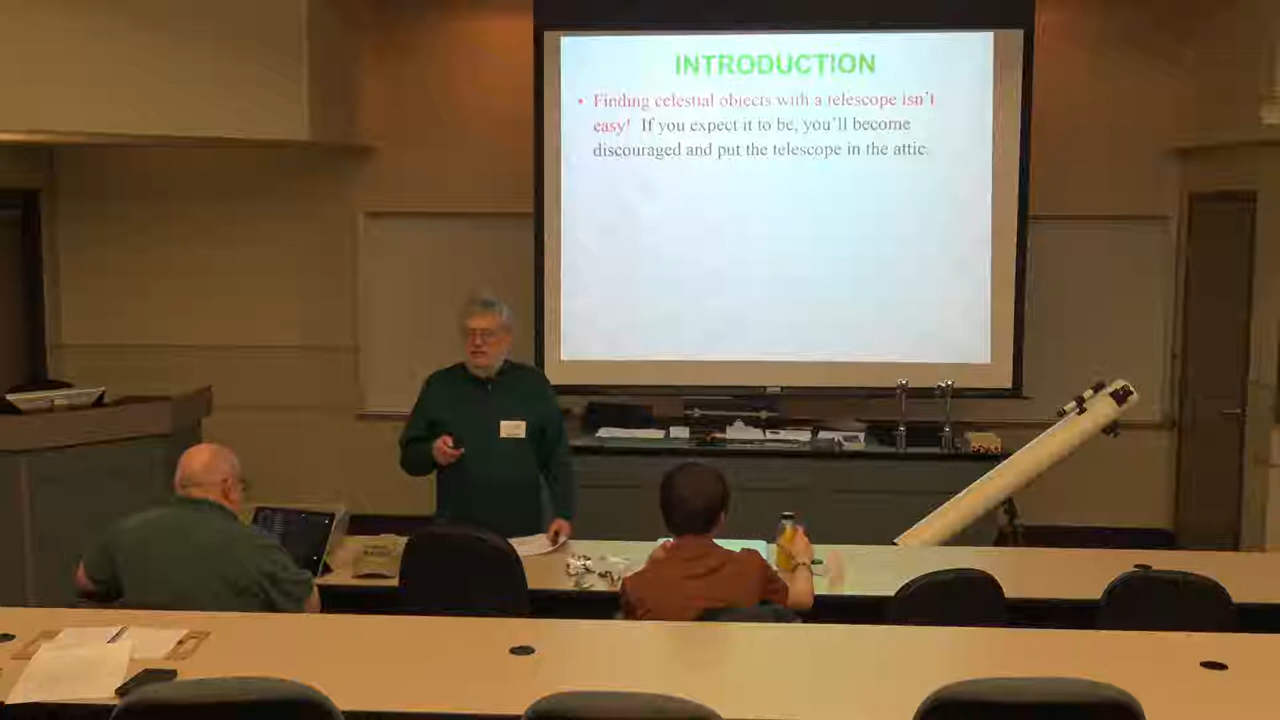 INTRODUCTION
• Finding celestial objects with a telescope isn't
easy! If you expect it to be, you'll become
discouraged and put the telescope in the attic.